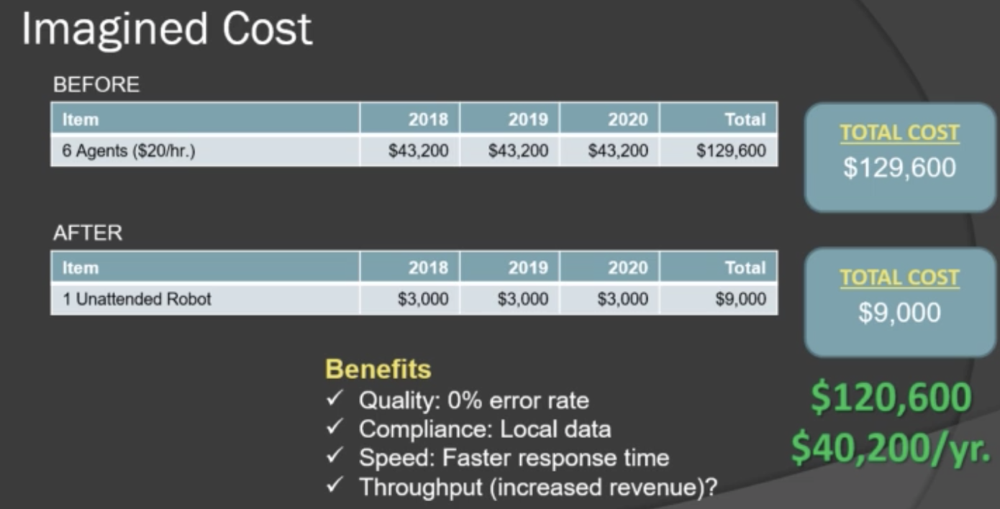 Imagined Cost
BEFORE
Item 2018 2019 2020 Total
6 Agents ($20/hr.) $43,200 $43,200 $43,200 $129,600
TOTAL COST
$129,600
AFTER
Item 2018 2019 2020 Total
1 Unattended Robot $3,000 $3,000 $3,000 $9,000
TOTAL COST
$9,000
Benefits
✓ Quality: 0% error rate
✓ Compliance: Local data
✓ Speed: Faster response time
✓ Throughput (increased revenue)?
$120,600
$40,200/yr.